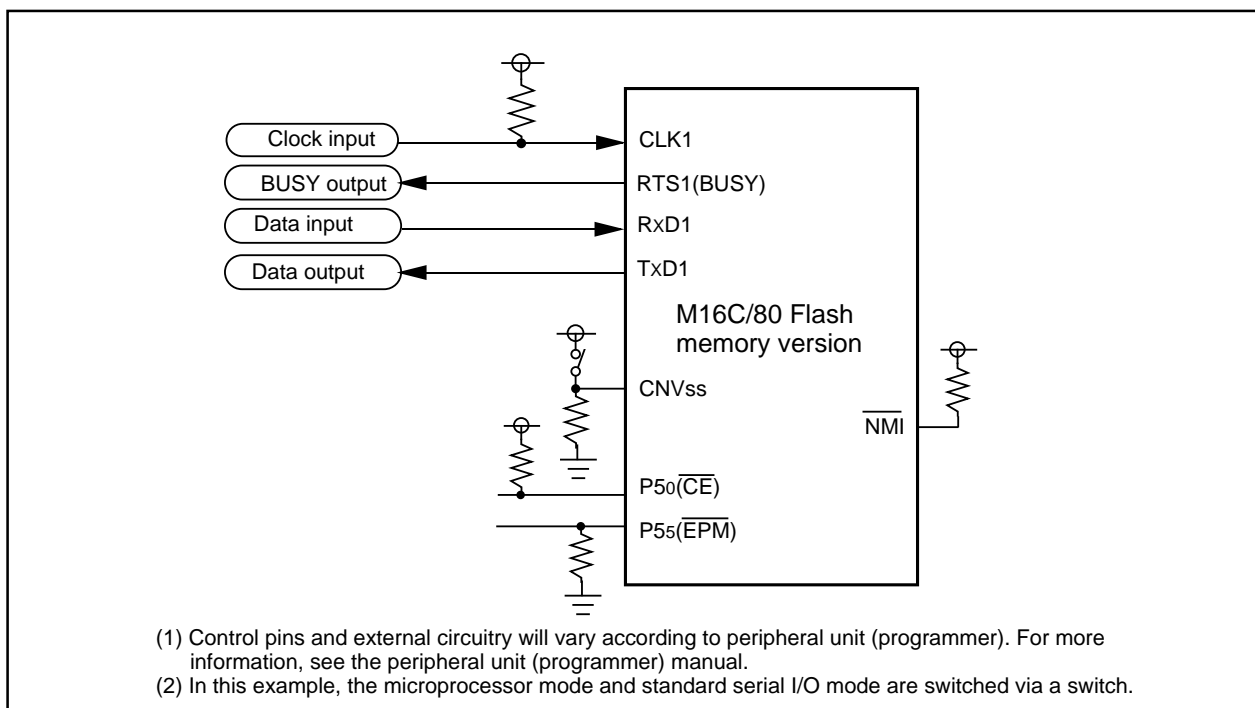 Clock input
CLK1
BUSY output
RTS1(BUSY)
Data input
RxD1
Data output
TxD1
M16C/80 Flash
memory version
CNVss
NMI
P50(CE)
P55(EPM)
(1) Control pins and external circuitry will vary according to peripheral unit (programmer). For more
information, see the peripheral unit (programmer) manual.
(2) In this example, the microprocessor mode and standard serial I/O mode are switched via a switch.